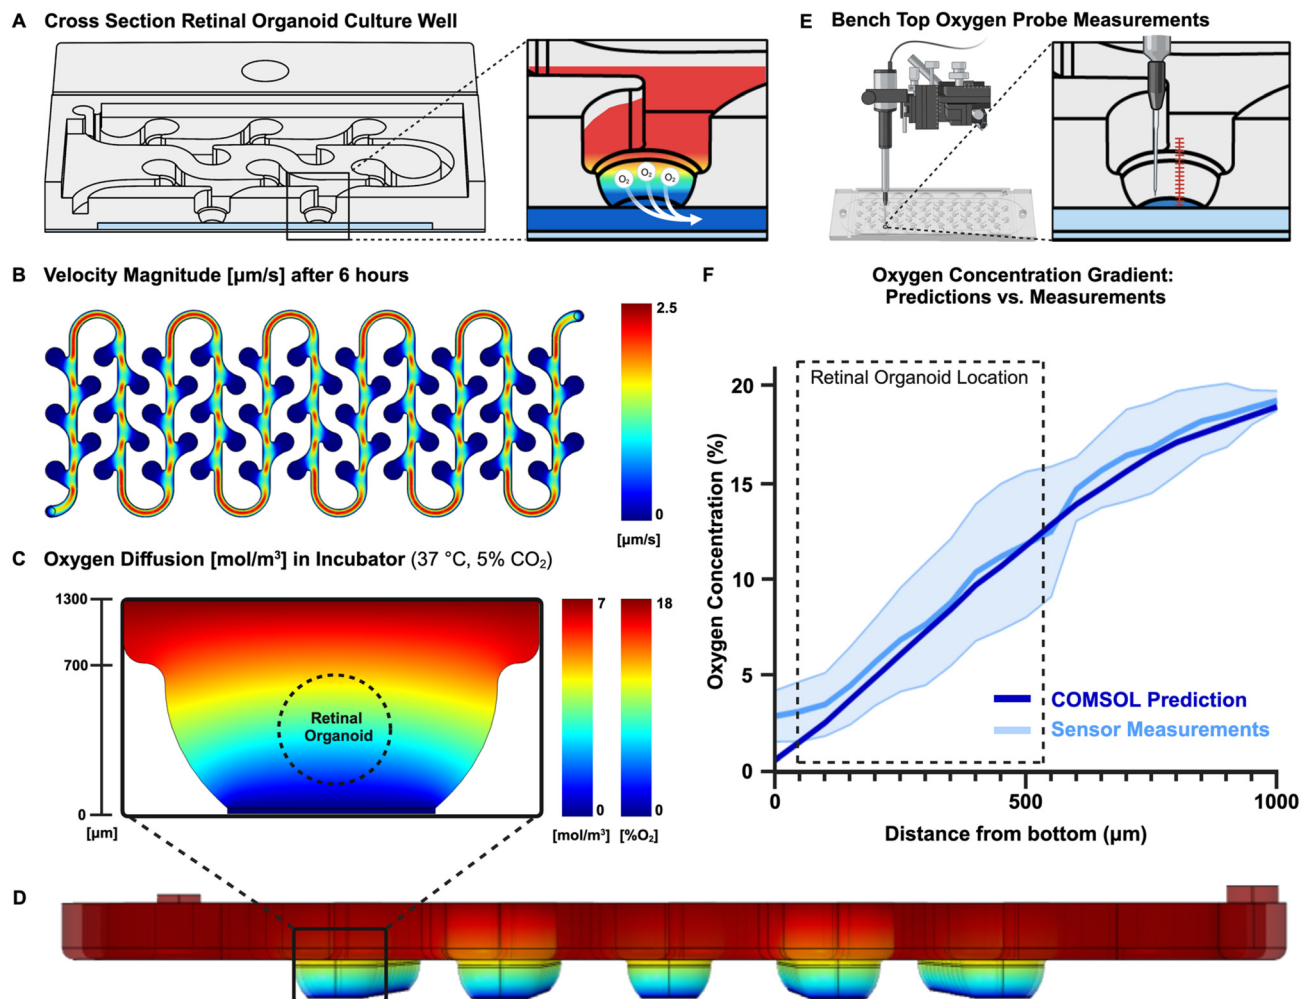 A Cross Section Retinal Organoid Culture Well
O₂ O₂ O₂
E Bench Top Oxygen Probe Measurements
B Velocity Magnitude [µm/s] after 6 hours
2.5
0
[µm/s]
C Oxygen Diffusion [mol/m³] in Incubator (37 °C, 5% CO₂)
1300
700
0
[µm]
Retinal
Organoid
7
0
[mol/m³]
18
0
[%O₂]
D
F Oxygen Concentration Gradient:
Predictions vs. Measurements
Retinal Organoid Location
Oxygen Concentration (%)
20
15
10
5
0
COMSOL Prediction
Sensor Measurements
0 500 1000
Distance from bottom (µm)